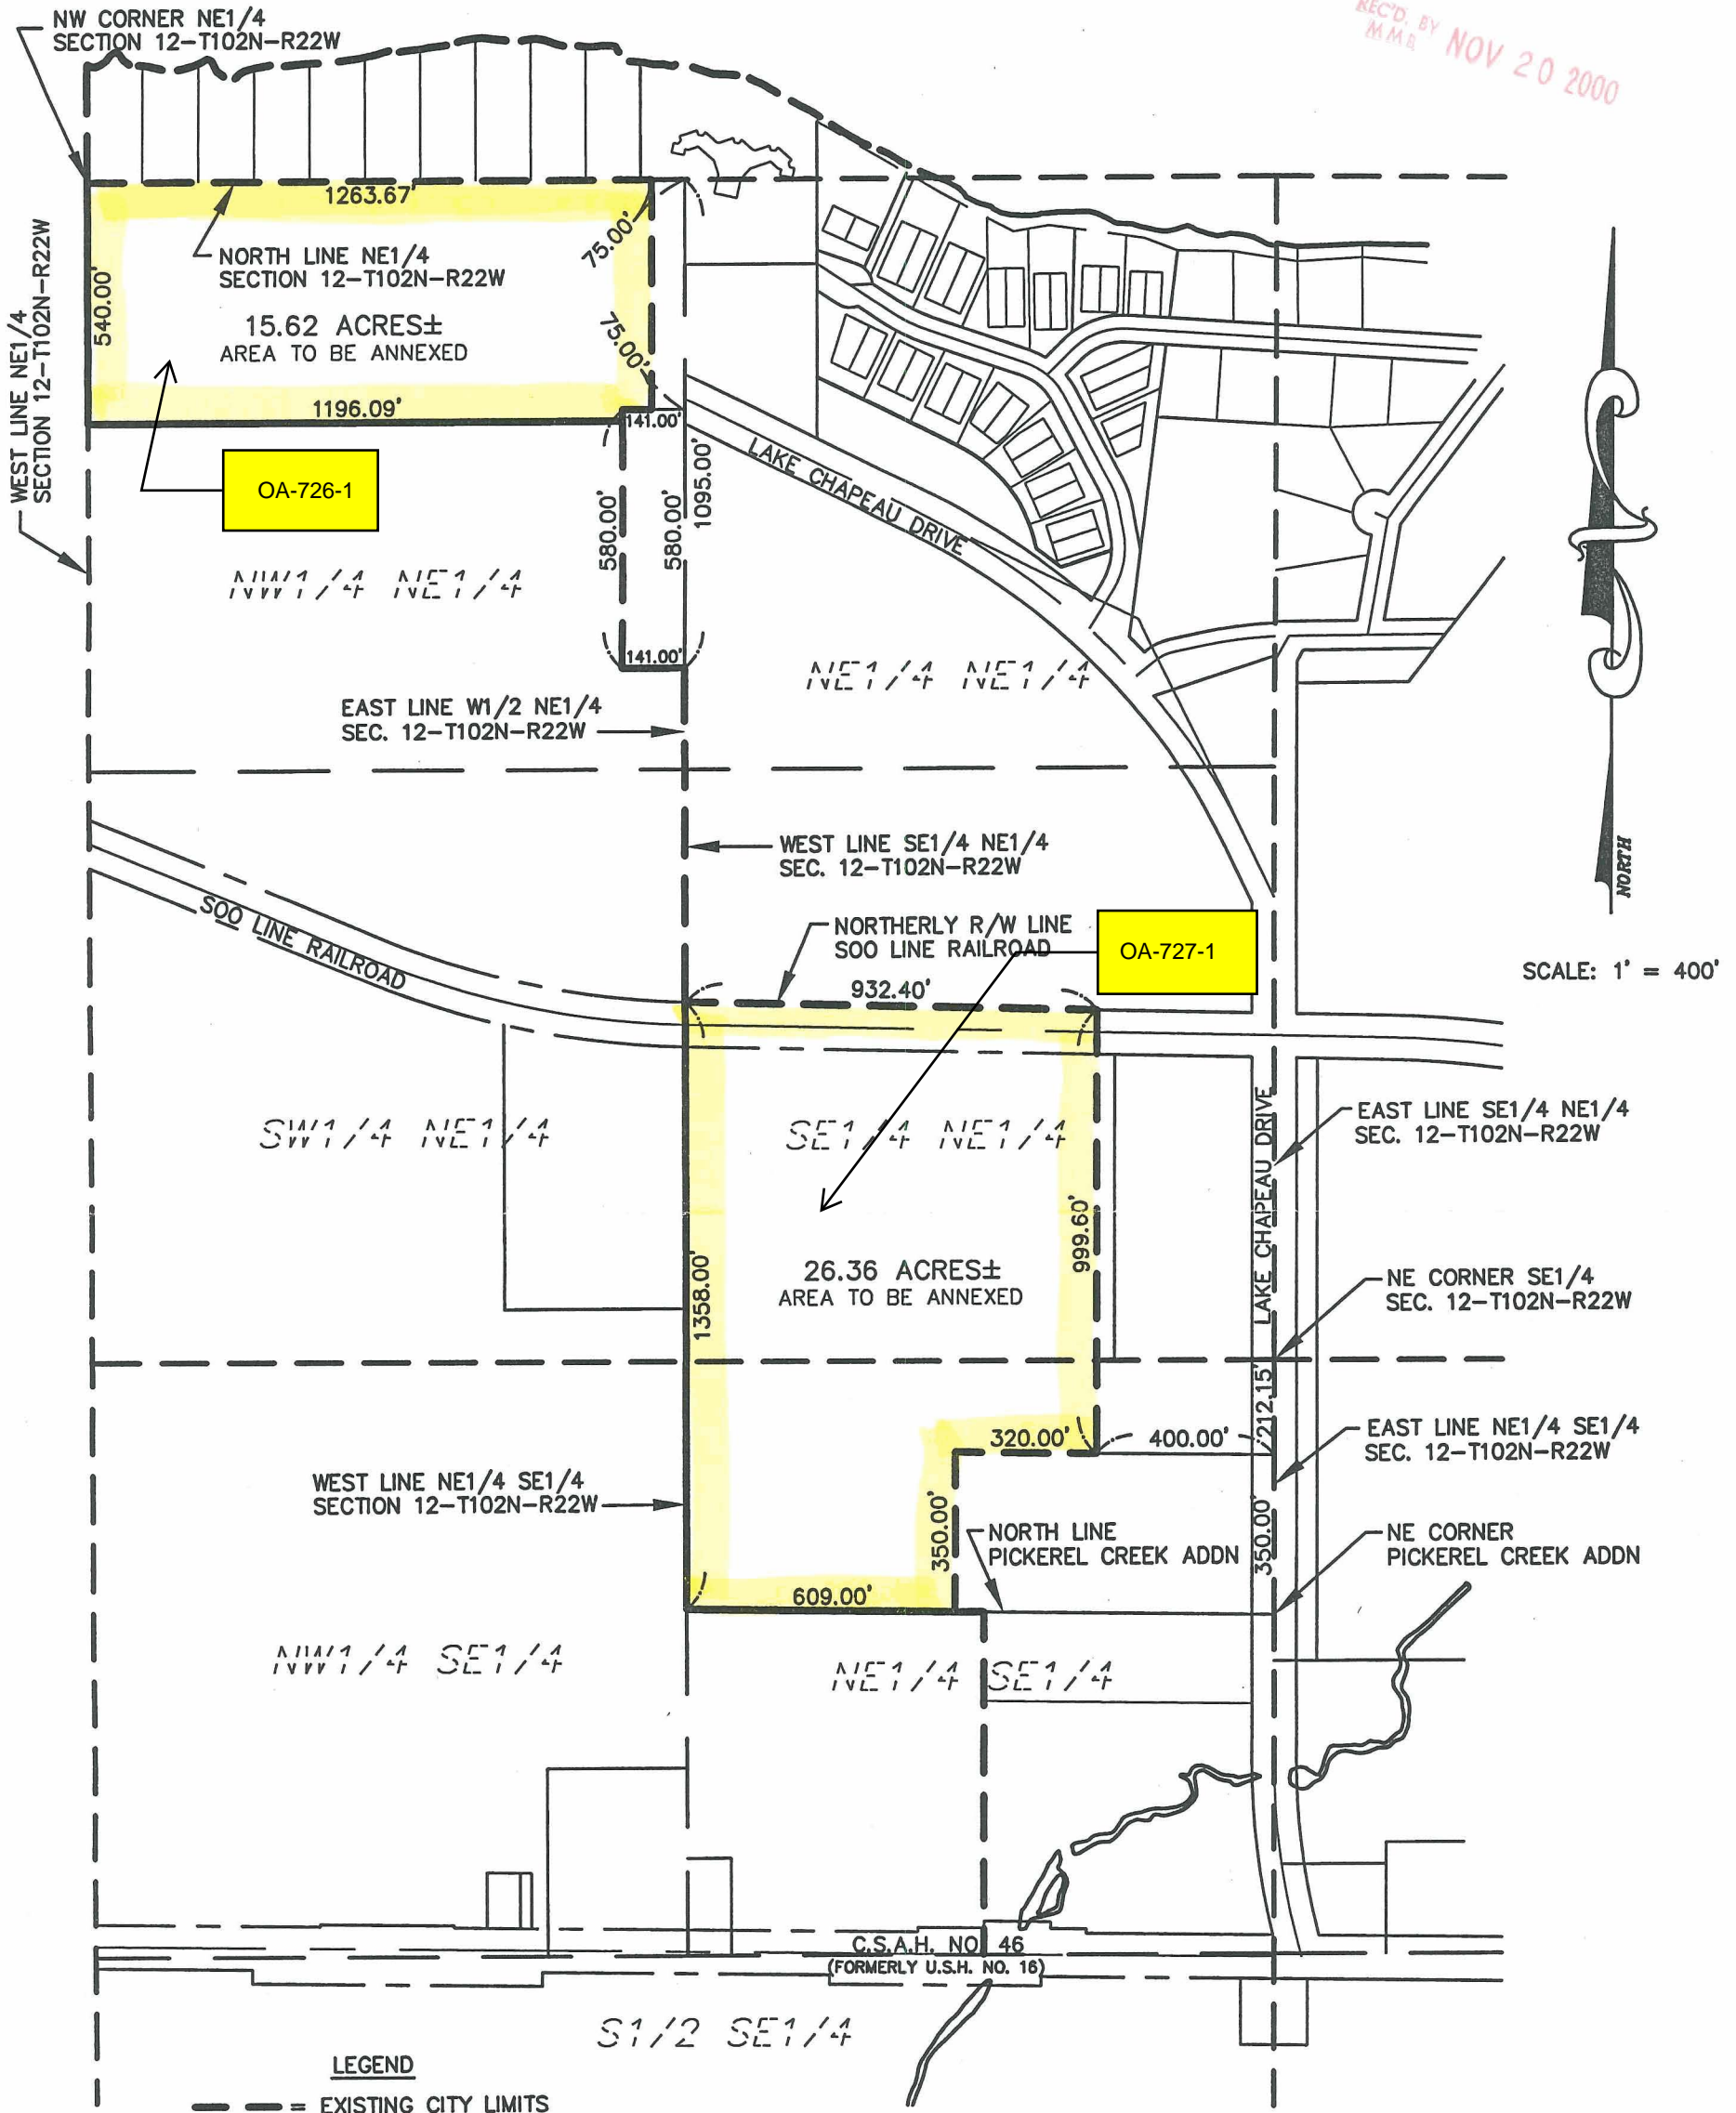 NW CORNER NE1/4
SECTION 12-T102N-R22W
REC'D. BY
MMB
NOV 20 2000
1263.67'
75.00'
NORTH LINE NE1/4
SECTION 12-T102N-R22W
WEST LINE NE1/4
SECTION 12-T102N-R22W
540.00'
15.62 ACRES±
AREA TO BE ANNEXED
75.00'
1196.09'
141.00'
OA-726-1
LAKE CHAPEAU DRIVE
580.00'
580.00'
1095.00'
NW1/4 NE1/4
141.00'
NE1/4 NE1/4
EAST LINE W1/2 NE1/4
SEC. 12-T102N-R22W
WEST LINE SE1/4 NE1/4
SEC. 12-T102N-R22W
NORTH
SOO LINE RAILROAD
NORTHERLY R/W LINE
SOO LINE RAILROAD
OA-727-1
SCALE: 1" = 400'
932.40'
SW1/4 NE1/4
SE1/4 NE1/4
LAKE CHAPEAU DRIVE
EAST LINE SE1/4 NE1/4
SEC. 12-T102N-R22W
999.60'
1358.00'
26.36 ACRES±
AREA TO BE ANNEXED
NE CORNER SE1/4
SEC. 12-T102N-R22W
212.15'
320.00'
400.00'
EAST LINE NE1/4 SE1/4
SEC. 12-T102N-R22W
WEST LINE NE1/4 SE1/4
SECTION 12-T102N-R22W
350.00'
350.00'
NORTH LINE
PICKEREL CREEK ADDN
NE CORNER
PICKEREL CREEK ADDN
609.00'
NW1/4 SE1/4
NE1/4 SE1/4
C.S.A.H. NO. 46
(FORMERLY U.S.H. NO. 16)
S1/2 SE1/4
LEGEND
= EXISTING CITY LIMITS